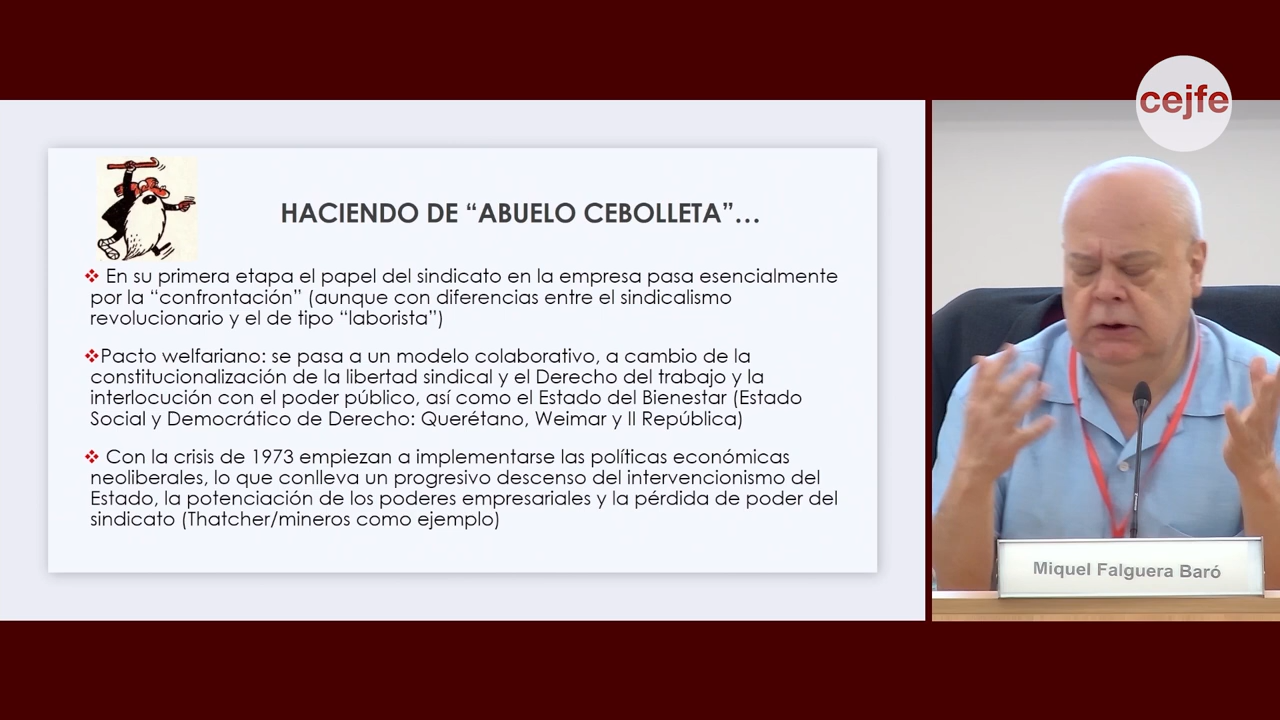 cejfe
HACIENDO DE “ABUELO CEBOLLETA”…
❖ En su primera etapa el papel del sindicato en la empresa pasa esencialmente
por la “confrontación” (aunque con diferencias entre el sindicalismo
revolucionario y el de tipo “laborista”)
❖Pacto welfariano: se pasa a un modelo colaborativo, a cambio de la
constitucionalización de la libertad sindical y el Derecho del trabajo y la
interlocución con el poder público, así como el Estado del Bienestar (Estado
Social y Democrático de Derecho: Querétano, Weimar y II República)
❖ Con la crisis de 1973 empiezan a implementarse las políticas económicas
neoliberales, lo que conlleva un progresivo descenso del intervencionismo del
Estado, la potenciación de los poderes empresariales y la pérdida de poder del
sindicato (Thatcher/mineros como ejemplo)
Miquel Falguera Baró